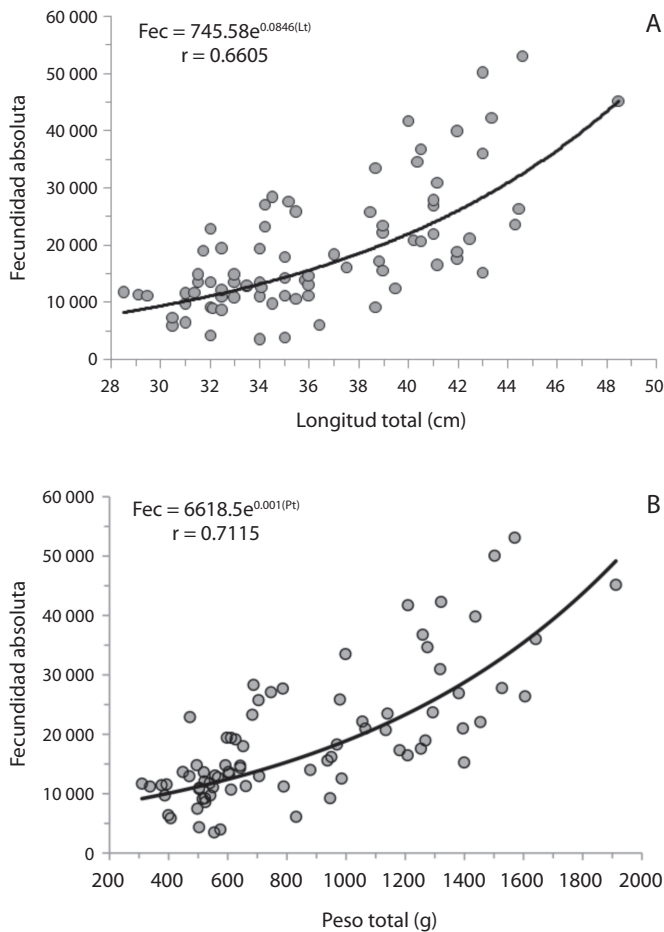 A
Fec = 745.58e^0.0846(Lt)
r = 0.6605
Fecundidad absoluta
60 000
50 000
40 000
30 000
20 000
10 000
0
28 30 32 34 36 38 40 42 44 46 48 50
Longitud total (cm)
B
Fec = 6618.5e^0.001(Pt)
r = 0.7115
Fecundidad absoluta
60 000
50 000
40 000
30 000
20 000
10 000
0
200 400 600 800 1000 1200 1400 1600 1800 2000
Peso total (g)